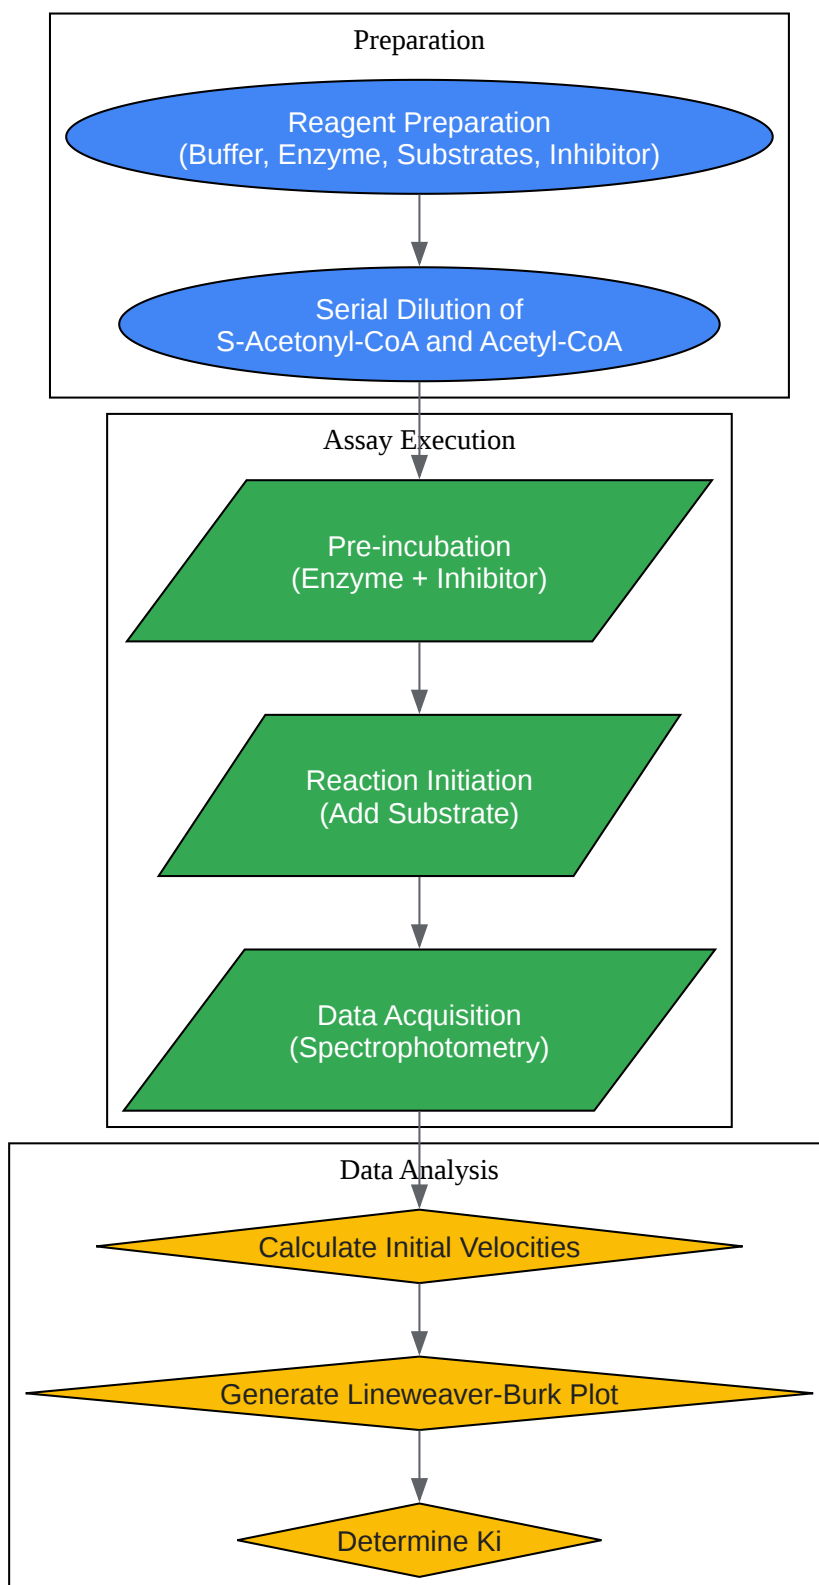 Preparation
Reagent Preparation
(Buffer, Enzyme, Substrates, Inhibitor)
Serial Dilution of
S-Acetonyl-CoA and Acetyl-CoA
Assay Execution
Pre-incubation
(Enzyme + Inhibitor)
Reaction Initiation
(Add Substrate)
Data Acquisition
(Spectrophotometry)
Data Analysis
Calculate Initial Velocities
Generate Lineweaver-Burk Plot
Determine Ki